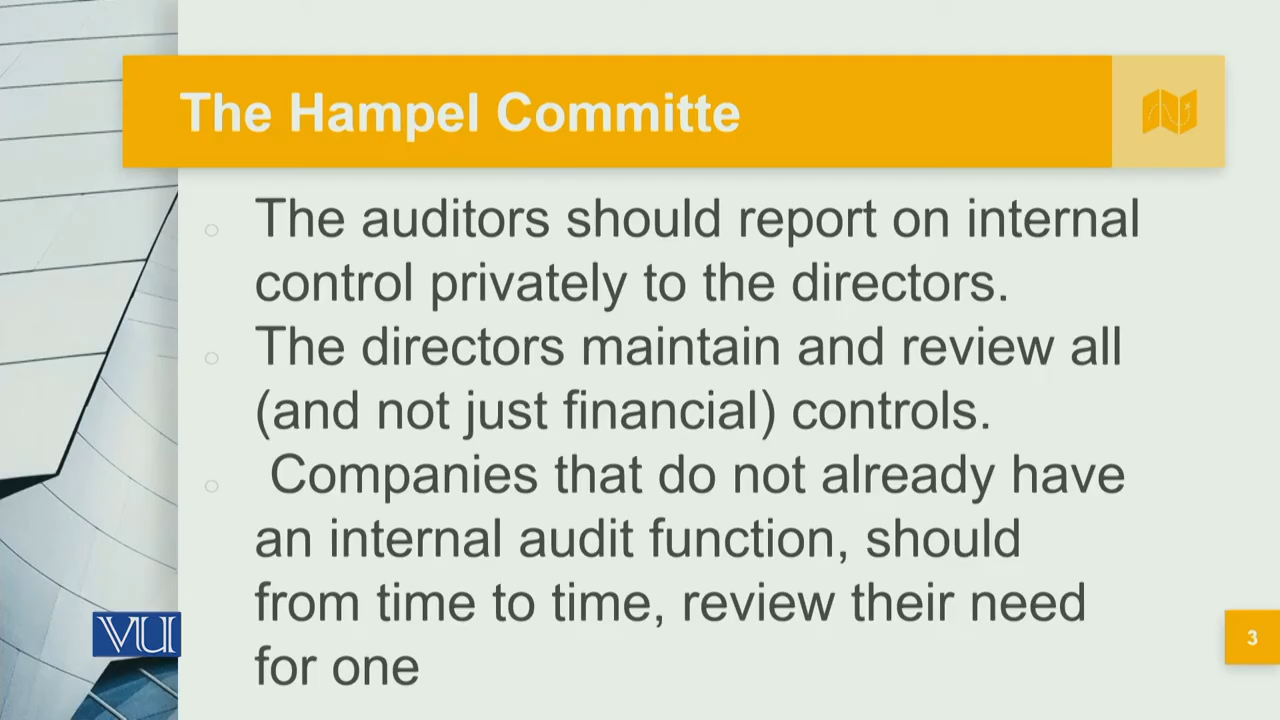 The Hampel Committe
○ The auditors should report on internal
control privately to the directors.
○ The directors maintain and review all
(and not just financial) controls.
○ Companies that do not already have
an internal audit function, should
from time to time, review their need
for one
VU
3